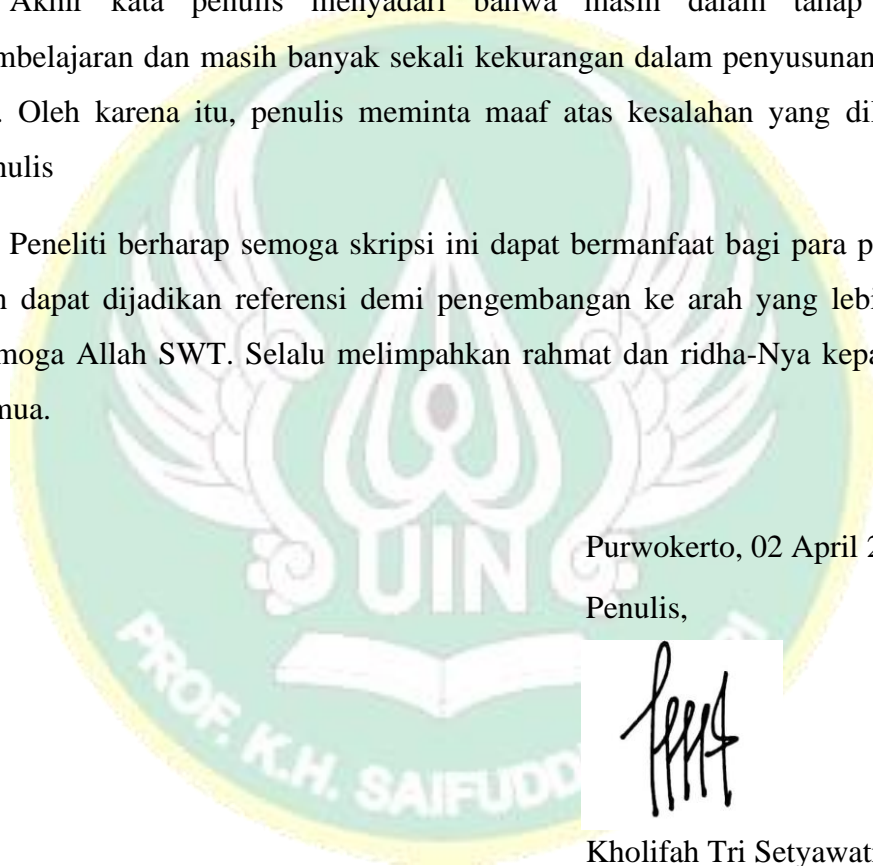 Akhir kata penulis menyadari bahwa masih dalam tahap
mbelajaran dan masih banyak sekali kekurangan dalam penyusunan
. Oleh karena itu, penulis meminta maaf atas kesalahan yang dil
nulis
Peneliti berharap semoga skripsi ini dapat bermanfaat bagi para p
n dapat dijadikan referensi demi pengembangan ke arah yang lebi
moga Allah SWT. Selalu melimpahkan rahmat dan ridha-Nya kepa
mua.
Purwokerto, 02 April 2
Penulis,
Kholifah Tri Setyawat
UIN
PROF. K.H. SAIFUDD